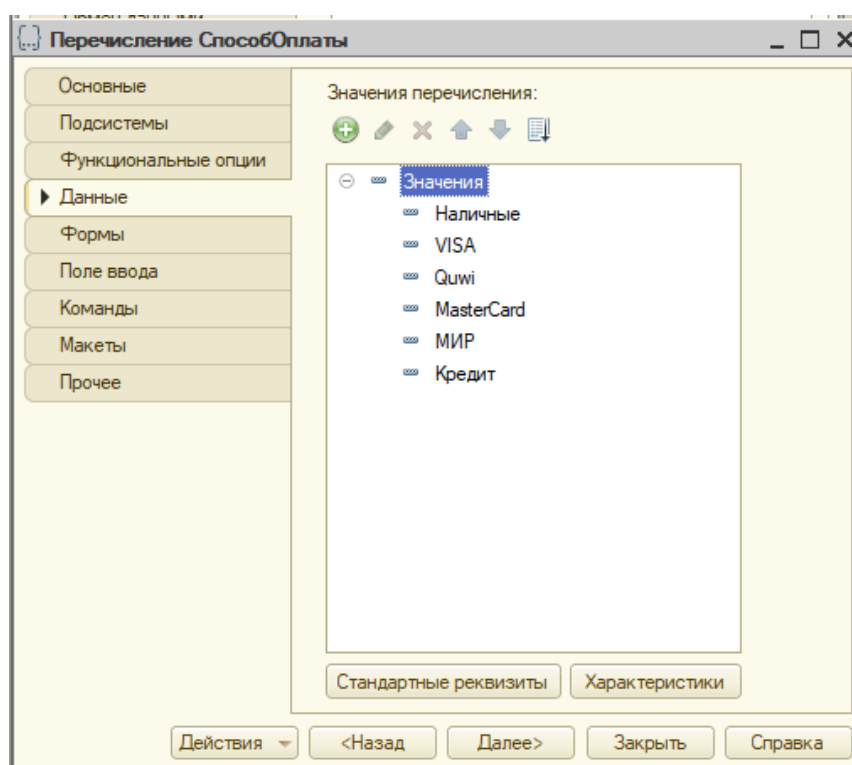 Перечисление СпособОплаты
Основные
Подсистемы
Функциональные опции
Данные
Формы
Поле ввода
Команды
Макеты
Прочее
Значения перечисления:
Значения
Наличные
VISA
Quwi
MasterCard
МИР
Кредит
Стандартные реквизиты
Характеристики
Действия
<Назад
Далее>
Закрыть
Справка